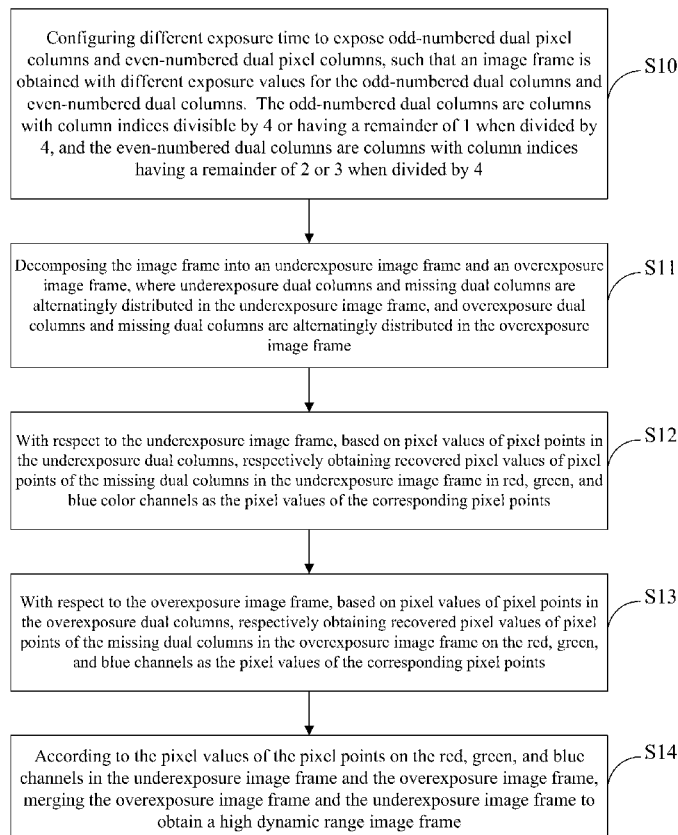 Configuring different exposure time to expose odd-numbered dual pixel
columns and even-numbered dual pixel columns, such that an image frame is
obtained with different exposure values for the odd-numbered dual columns and
even-numbered dual columns. The odd-numbered dual columns are columns
with column indices divisible by 4 or having a remainder of 1 when divided by
4, and the even-numbered dual columns are columns with column indices
having a remainder of 2 or 3 when divided by 4
S10
Decomposing the image frame into an underexposure image frame and an overexposure
image frame, where underexposure dual columns and missing dual columns are
alternatingly distributed in the underexposure image frame, and overexposure dual
columns and missing dual columns are alternatingly distributed in the overexposure
image frame
S11
With respect to the underexposure image frame, based on pixel values of pixel points in
the underexposure dual columns, respectively obtaining recovered pixel values of pixel
points of the missing dual columns in the underexposure image frame in red, green, and
blue color channels as the pixel values of the corresponding pixel points
S12
With respect to the overexposure image frame, based on pixel values of pixel points in
the overexposure dual columns, respectively obtaining recovered pixel values of pixel
points of the missing dual columns in the overexposure image frame on the red, green,
and blue channels as the pixel values of the corresponding pixel points
S13
According to the pixel values of the pixel points on the red, green, and blue
channels in the underexposure image frame and the overexposure image frame,
merging the overexposure image frame and the underexposure image frame to
obtain a high dynamic range image frame
S14